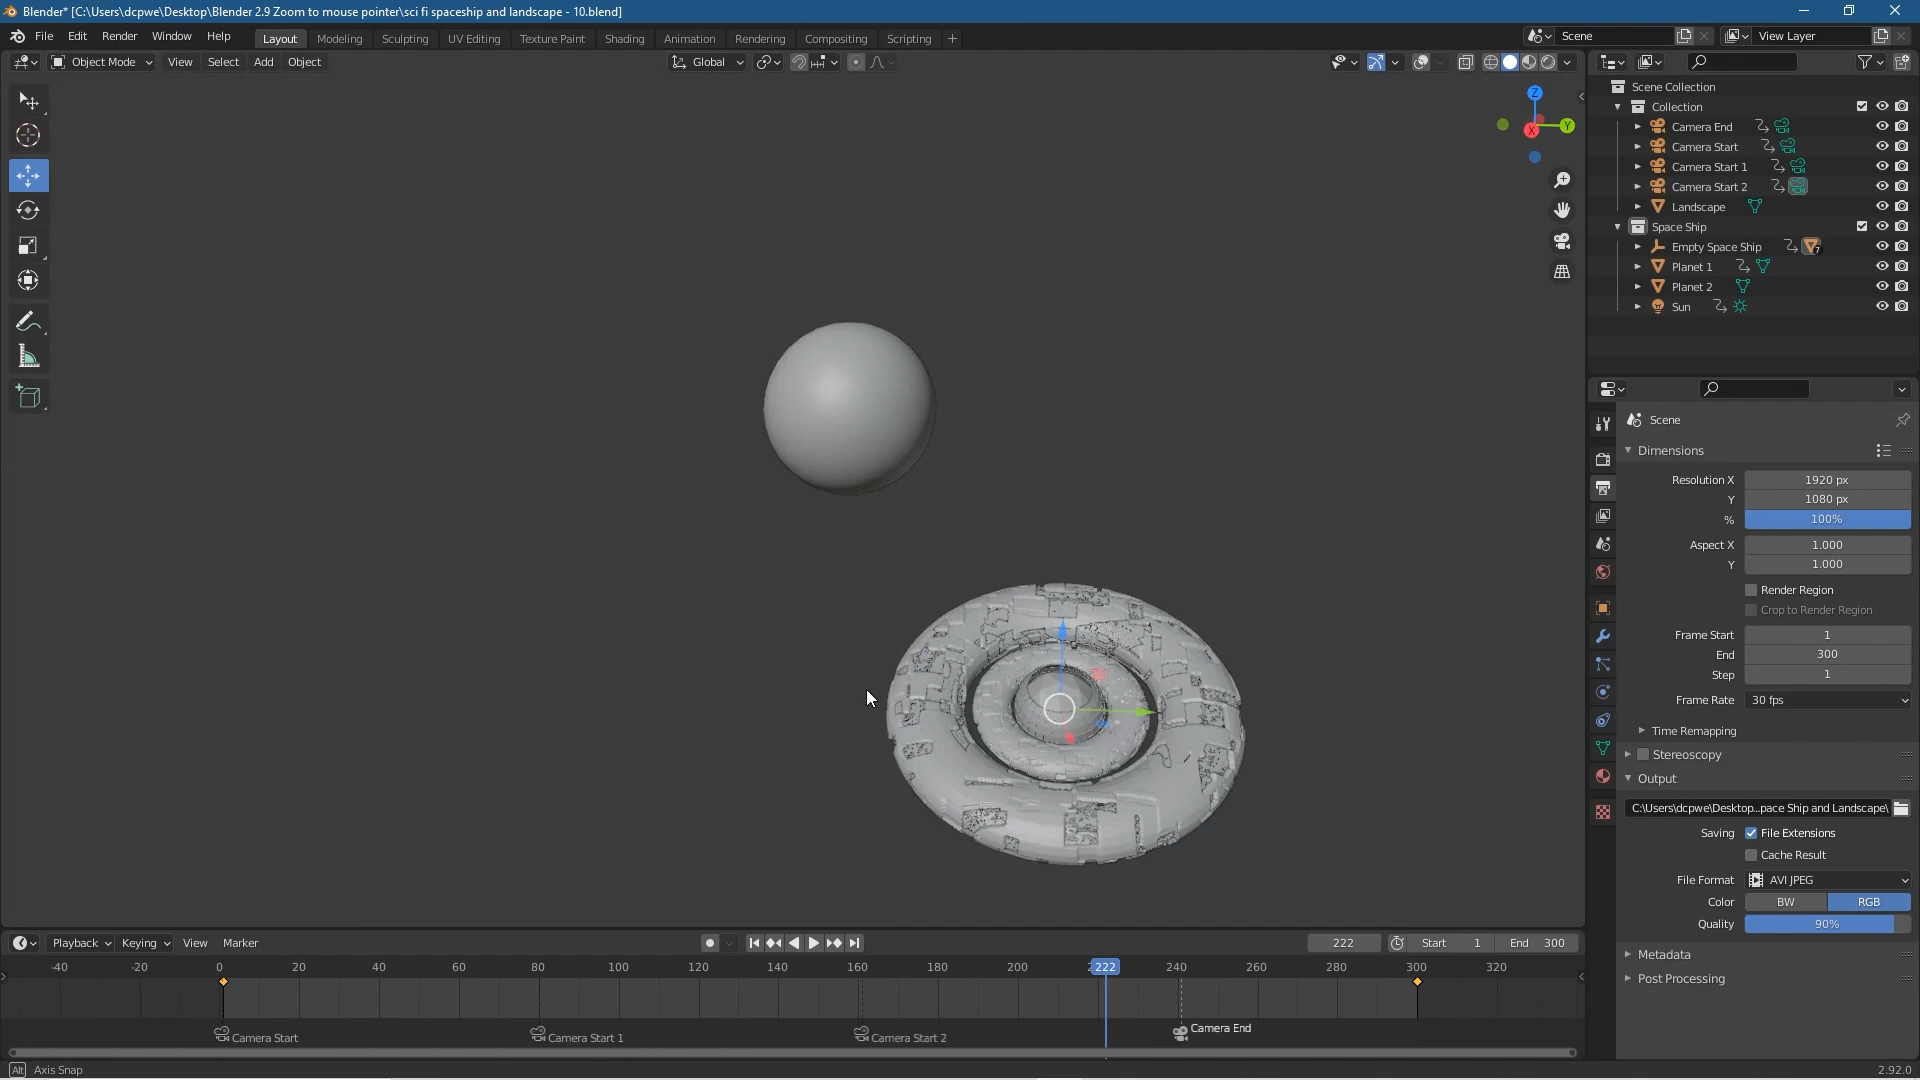 Blender* [C:\Users\dcpwe\Desktop\Blender 2.9 Zoom to mouse pointer\sci fi spaceship and landscape - 10.blend]
File Edit Render Window Help
Layout Modeling Sculpting UV Editing Texture Paint Shading Animation Rendering Compositing Scripting
Scene
View Layer
Object Mode View Select Add Object
Global
Z
X
Y
Scene Collection
Collection
Camera End
Camera Start
Camera Start 1
Camera Start 2
Landscape
Space Ship
Empty Space Ship 7
Planet 1
Planet 2
Sun
Scene
Dimensions
Resolution X 1920 px
Y 1080 px
% 100%
Aspect X 1.000
Y 1.000
Render Region
Crop to Render Region
Frame Start 1
End 300
Step 1
Frame Rate 30 fps
Time Remapping
Stereoscopy
Output
C:\Users\dcpwe\Desktop...pace Ship and Landscape\
Saving File Extensions
Cache Result
File Format AVI JPEG
Color BW RGB
Quality 90%
Metadata
Post Processing
Playback Keying View Marker
222 Start 1 End 300
-40 -20 0 20 40 60 80 100 120 140 160 180 200 222 240 260 280 300 320
Camera Start Camera Start 1 Camera Start 2 Camera End
Alt Axis Snap
2.92.0